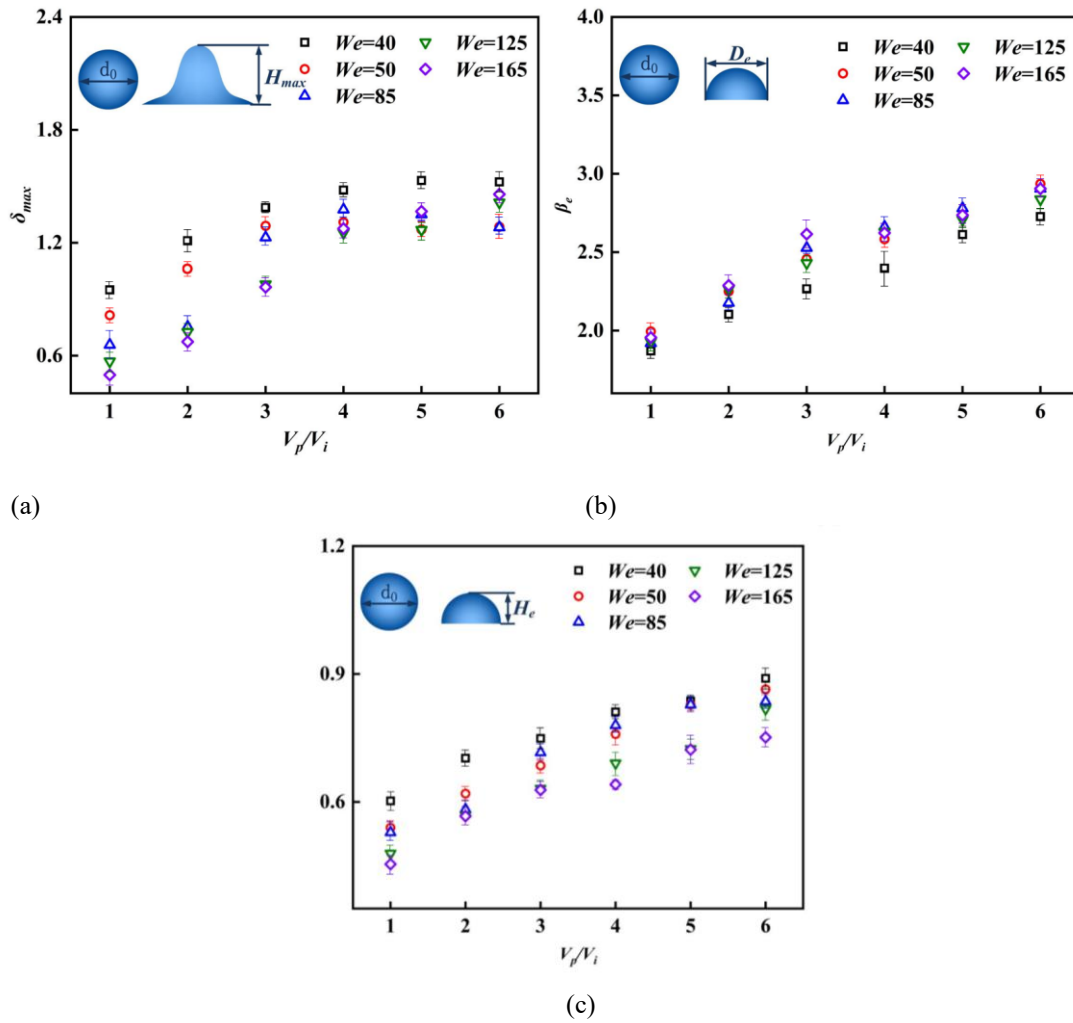 2.4
1.8
1.2
0.6
δmax
d0
Hmax
We=40
We=50
We=85
We=125
We=165
1 2 3 4 5 6
Vp/Vi
(a)
4.0
3.5
3.0
2.5
2.0
βe
d0
De
We=40
We=50
We=85
We=125
We=165
1 2 3 4 5 6
Vp/Vi
(b)
1.2
0.9
0.6
d0
He
We=40
We=50
We=85
We=125
We=165
1 2 3 4 5 6
Vp/Vi
(c)